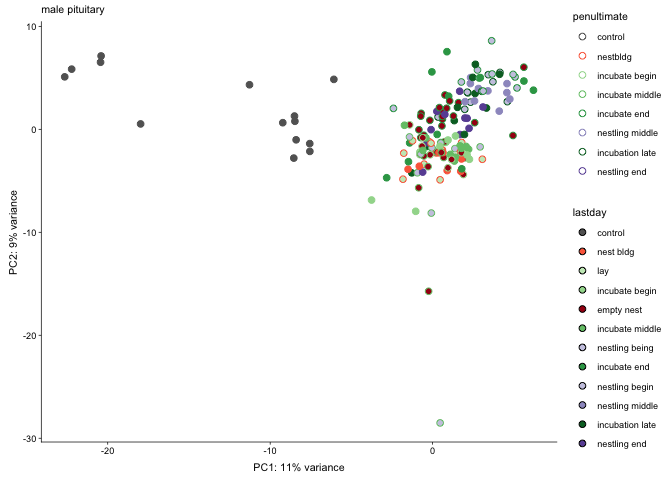 male pituitary
10
0
-10
-20
-30
PC2: 9% variance
-20
-10
0
PC1: 11% variance
penultimate
control
nestbldg
incubate begin
incubate middle
incubate end
nestling middle
incubation late
nestling end
lastday
control
nest bldg
lay
incubate begin
empty nest
incubate middle
nestling being
incubate end
nestling begin
nestling middle
incubation late
nestling end